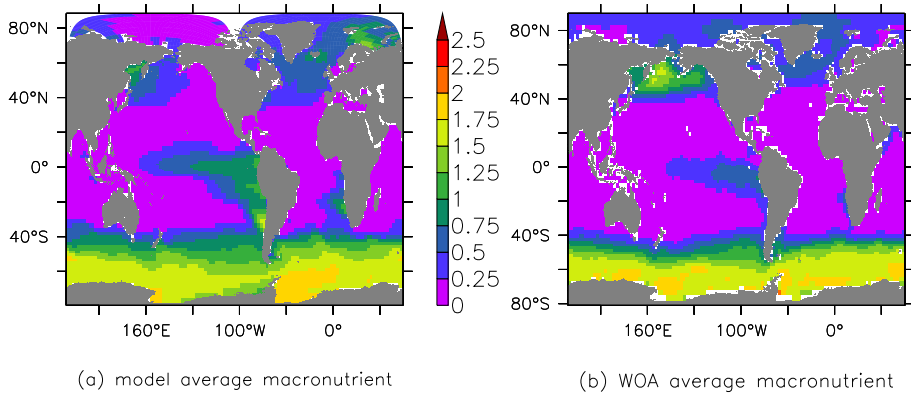 80°N
40°N
0°
40°S
160°E 100°W 0°
2.5
2.25
2
1.75
1.5
1.25
1
0.75
0.5
0.25
0
80°N
40°N
0°
40°S
80°S
160°E 100°W 0°
(a) model average macronutrient
(b) WOA average macronutrient